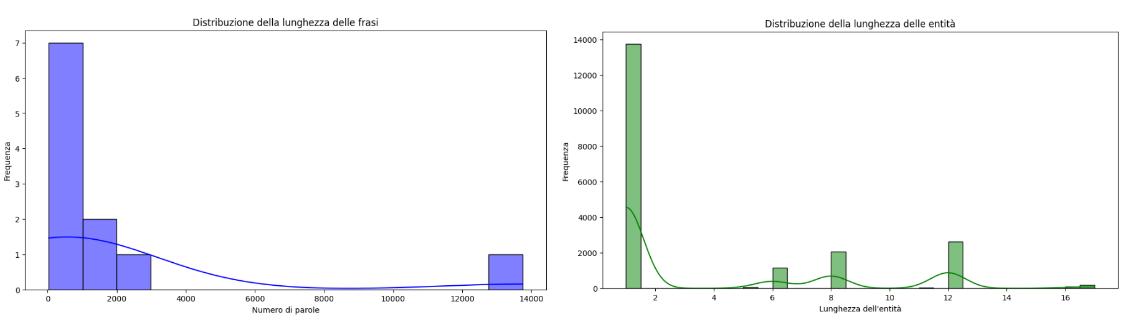 Distribuzione della lunghezza delle frasi
Frequenza
7
6
5
4
3
2
1
0
0 2000 4000 6000 8000 10000 12000 14000
Numero di parole
Distribuzione della lunghezza delle entità
Frequenza
14000
12000
10000
8000
6000
4000
2000
0
2 4 6 8 10 12 14 16
Lunghezza dell'entità